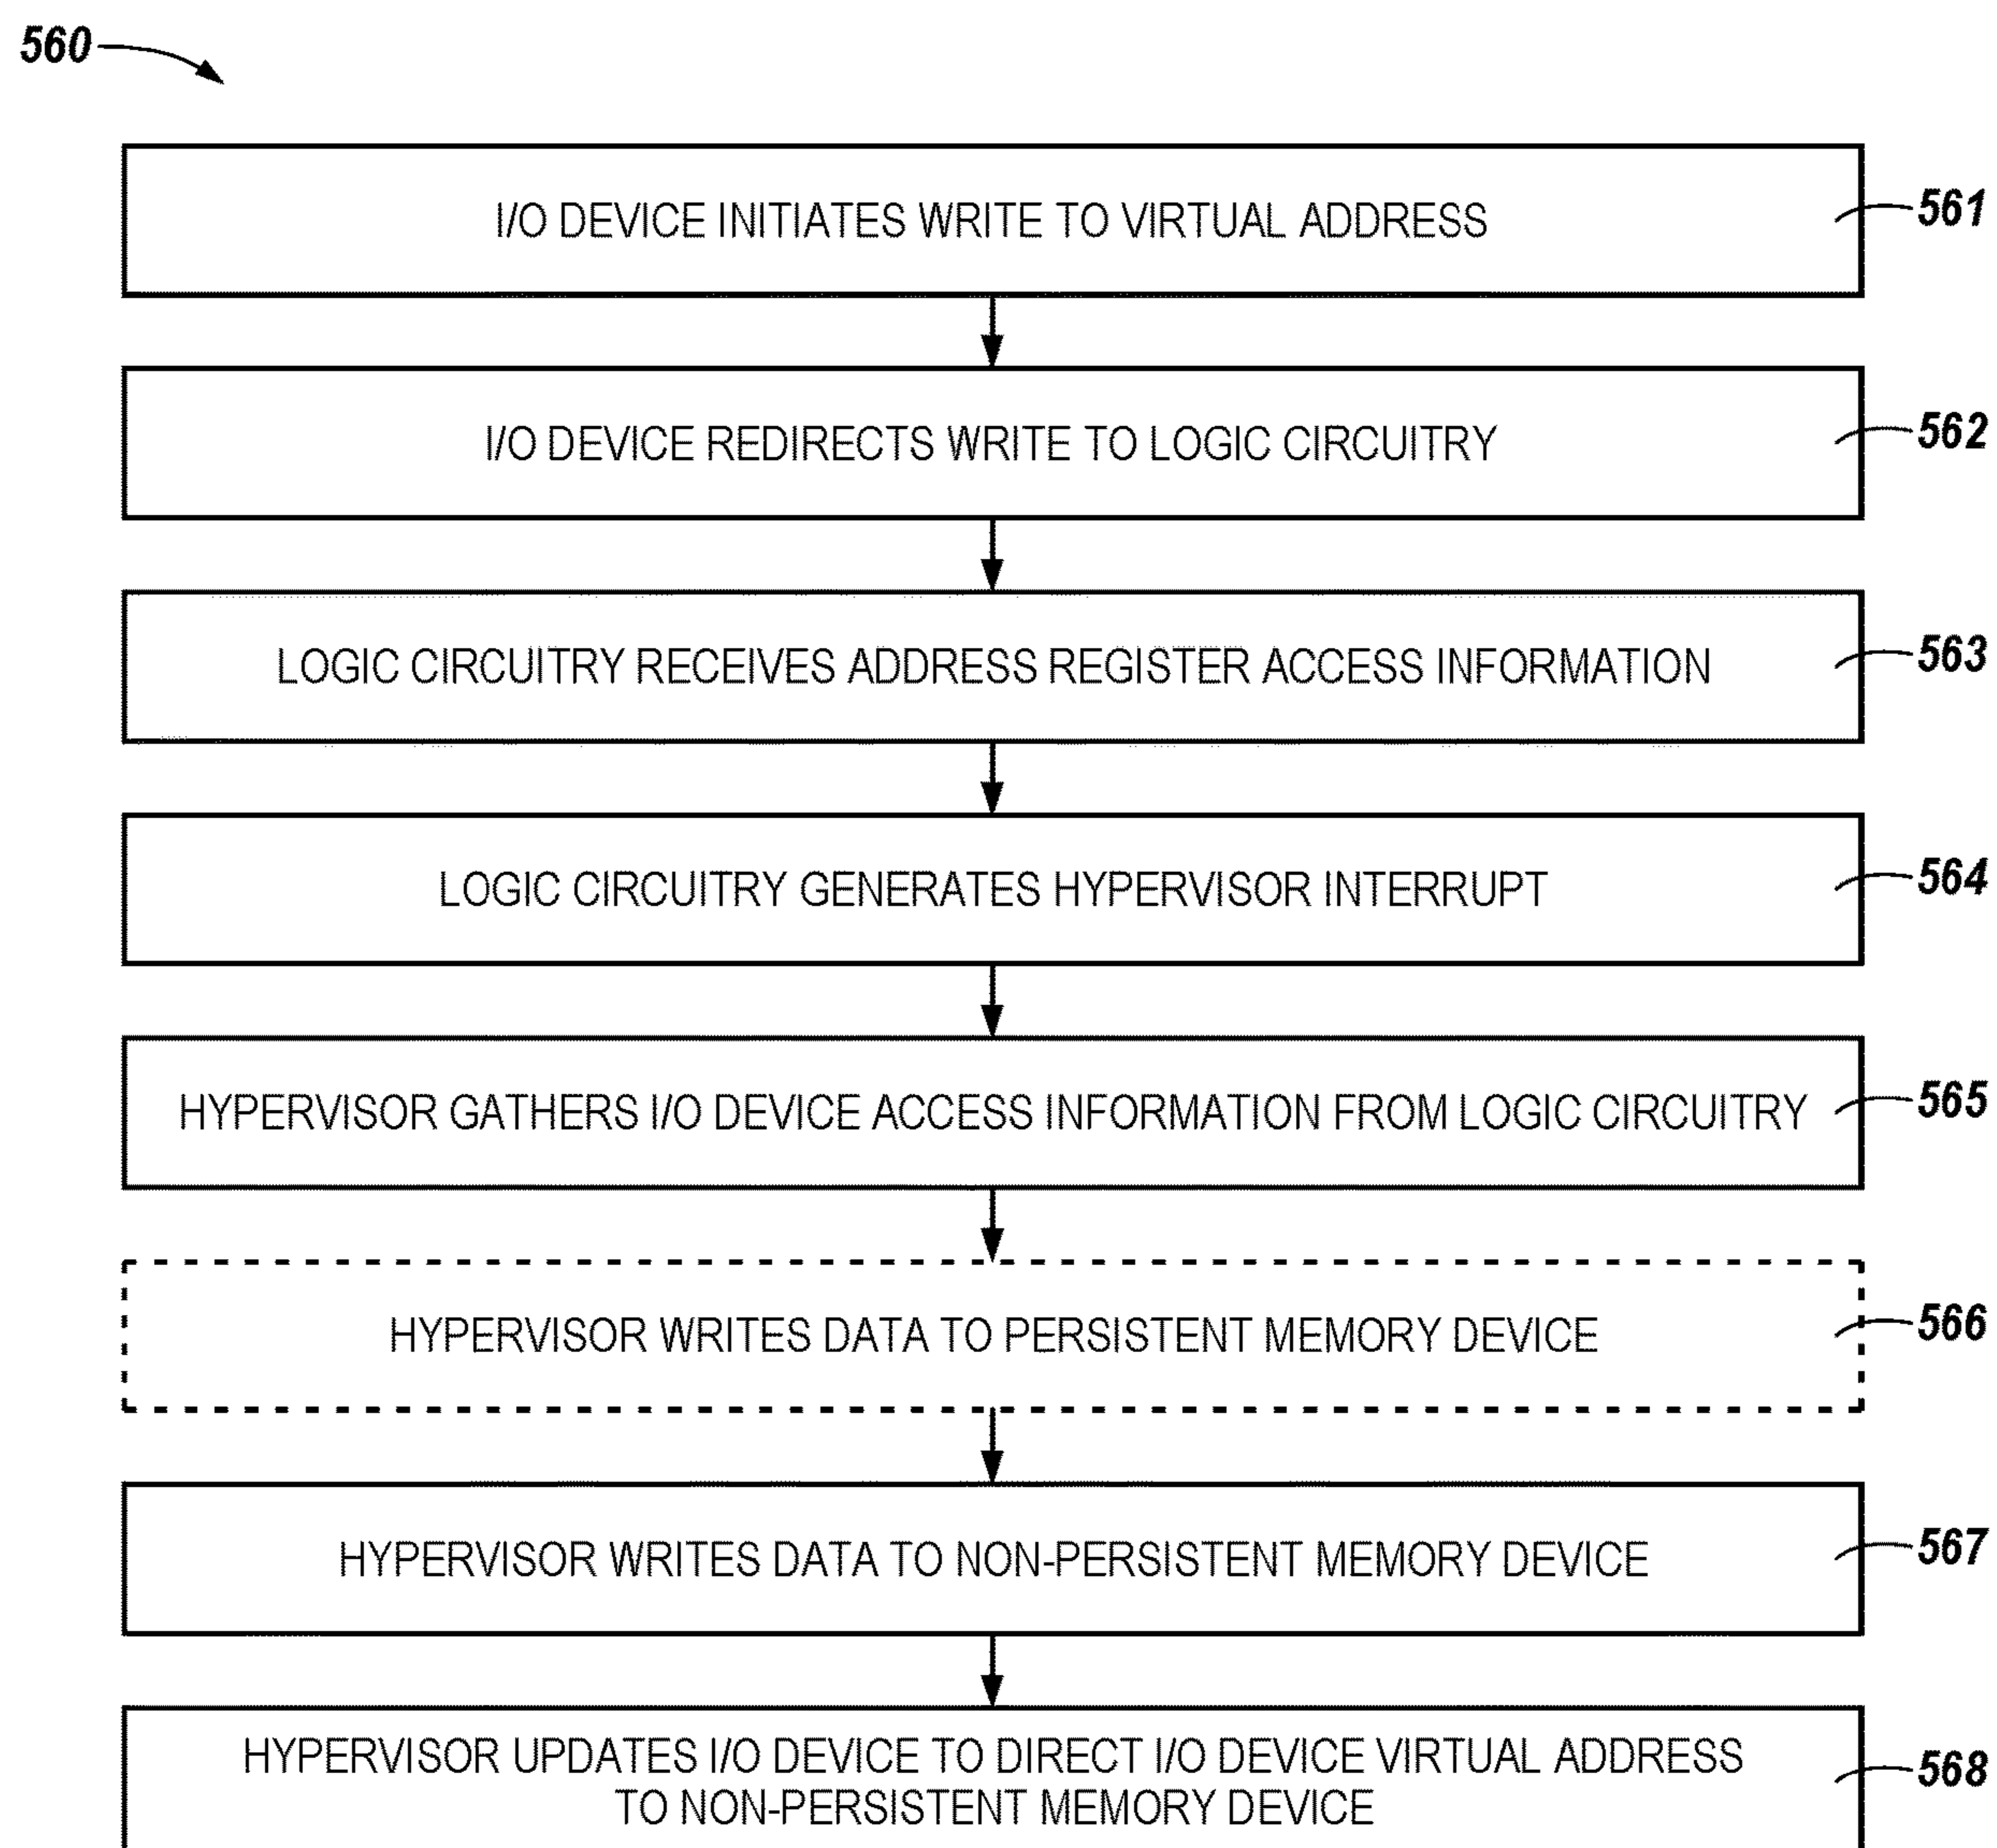 560
I/O DEVICE INITIATES WRITE TO VIRTUAL ADDRESS
561
I/O DEVICE REDIRECTS WRITE TO LOGIC CIRCUITRY
562
LOGIC CIRCUITRY RECEIVES ADDRESS REGISTER ACCESS INFORMATION
563
LOGIC CIRCUITRY GENERATES HYPERVISOR INTERRUPT
564
HYPERVISOR GATHERS I/O DEVICE ACCESS INFORMATION FROM LOGIC CIRCUITRY
565
HYPERVISOR WRITES DATA TO PERSISTENT MEMORY DEVICE
566
HYPERVISOR WRITES DATA TO NON-PERSISTENT MEMORY DEVICE
567
HYPERVISOR UPDATES I/O DEVICE TO DIRECT I/O DEVICE VIRTUAL ADDRESS
TO NON-PERSISTENT MEMORY DEVICE
568